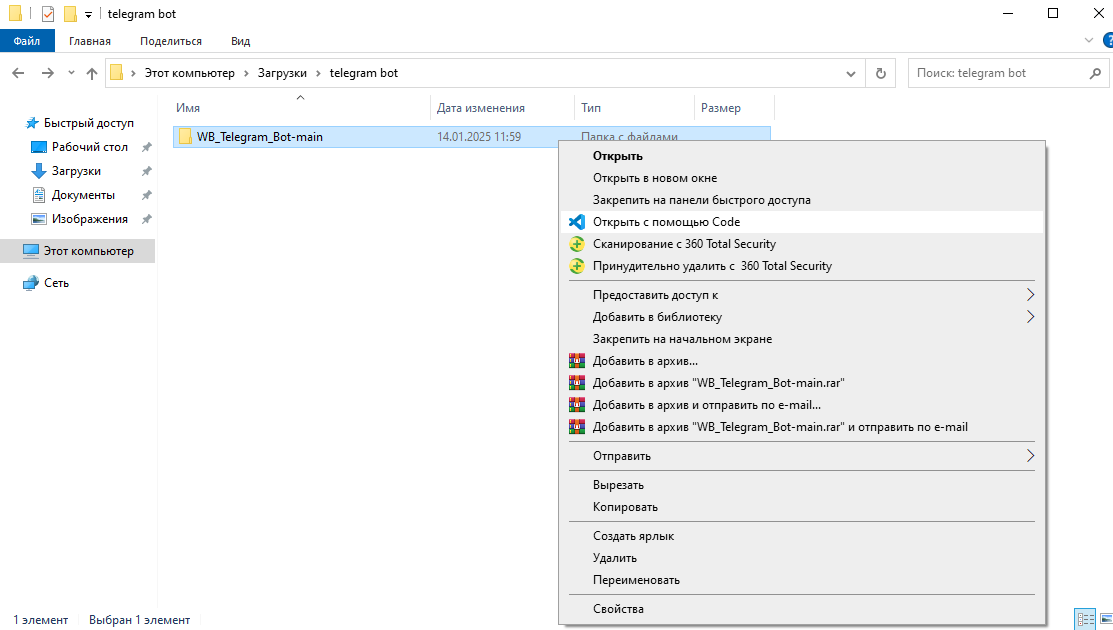 telegram bot
Файл Главная Поделиться Вид
Этот компьютер Загрузки telegram bot
Поиск: telegram bot
Имя Дата изменения Тип Размер
Быстрый доступ
Рабочий стол
Загрузки
Документы
Изображения
Этот компьютер
Сеть
WB_Telegram_Bot-main 14.01.2025 11:59 Папка с файлами
Открыть
Открыть в новом окне
Закрепить на панели быстрого доступа
Открыть с помощью Code
Сканирование с 360 Total Security
Принудительно удалить с 360 Total Security
Предоставить доступ к
Добавить в библиотеку
Закрепить на начальном экране
Добавить в архив...
Добавить в архив "WB_Telegram_Bot-main.rar"
Добавить в архив и отправить по e-mail...
Добавить в архив "WB_Telegram_Bot-main.rar" и отправить по e-mail
Отправить
Вырезать
Копировать
Создать ярлык
Удалить
Переименовать
Свойства
1 элемент Выбран 1 элемент